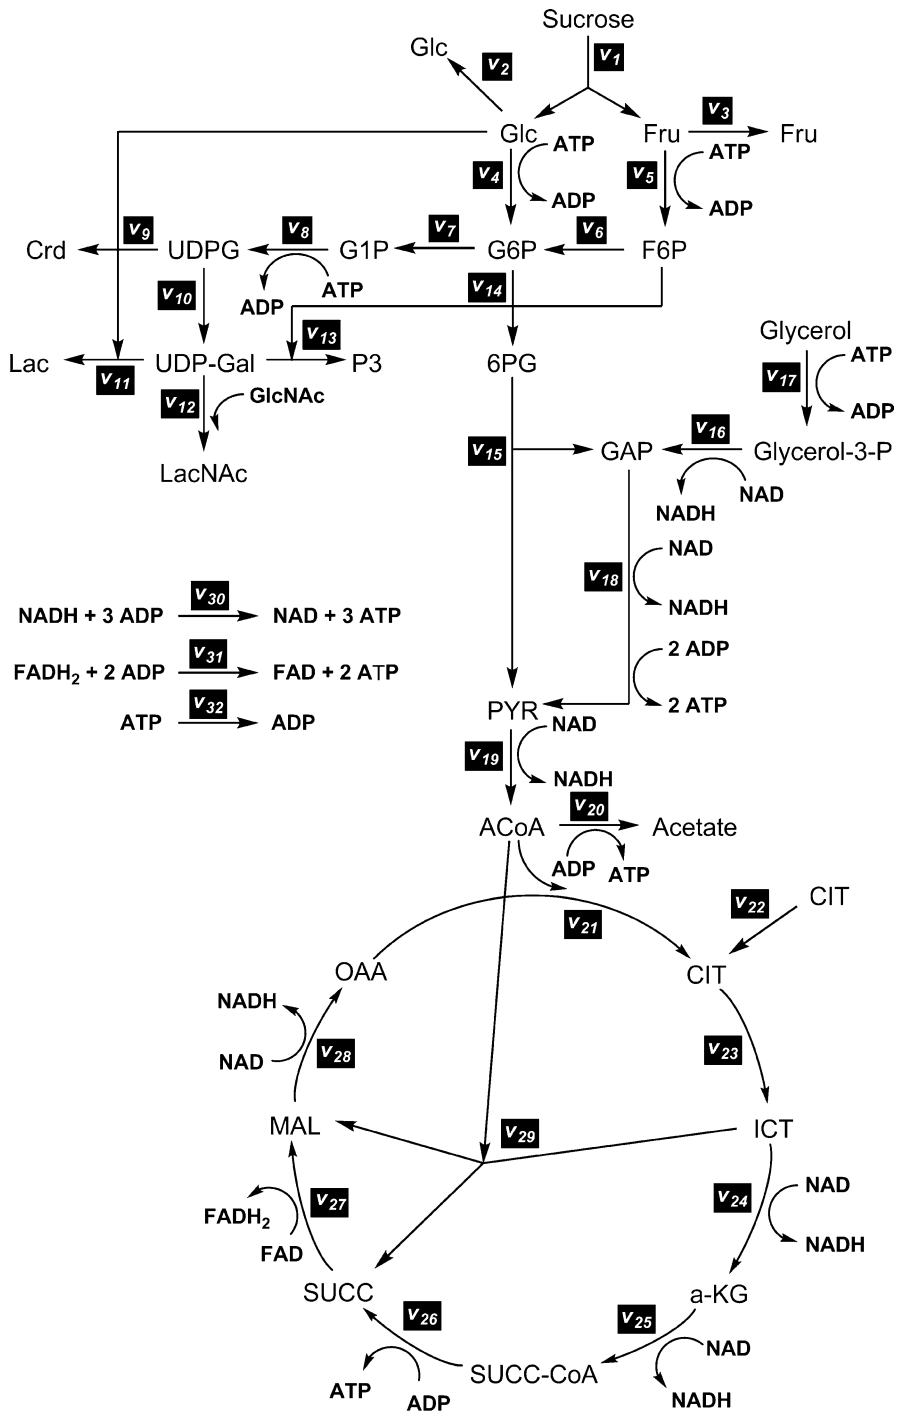 Sucrose
Glc
v2
v1
v3
Glc
Fru
Fru
ATP
ATP
v4
v5
ADP
ADP
v9
v8
v7
v6
Crd
UDPG
G1P
G6P
F6P
v10
ADP
ATP
v14
v13
Glycerol
Lac
UDP-Gal
P3
6PG
ATP
v11
v17
v12
GlcNAc
ADP
v16
v15
GAP
Glycerol-3-P
LacNAc
NAD
NADH
NAD
v18
v30
NADH + 3 ADP
NAD + 3 ATP
NADH
v31
2 ADP
FADH2 + 2 ADP
FAD + 2 ATP
v32
2 ATP
ATP
ADP
PYR
NAD
v19
NADH
v20
ACoA
Acetate
ADP
ATP
v22
CIT
v21
OAA
CIT
NADH
v28
v23
NAD
MAL
v29
ICT
v27
v24
NAD
FADH2
FAD
NADH
SUCC
a-KG
v26
v25
NAD
SUCC-CoA
ATP
ADP
NADH